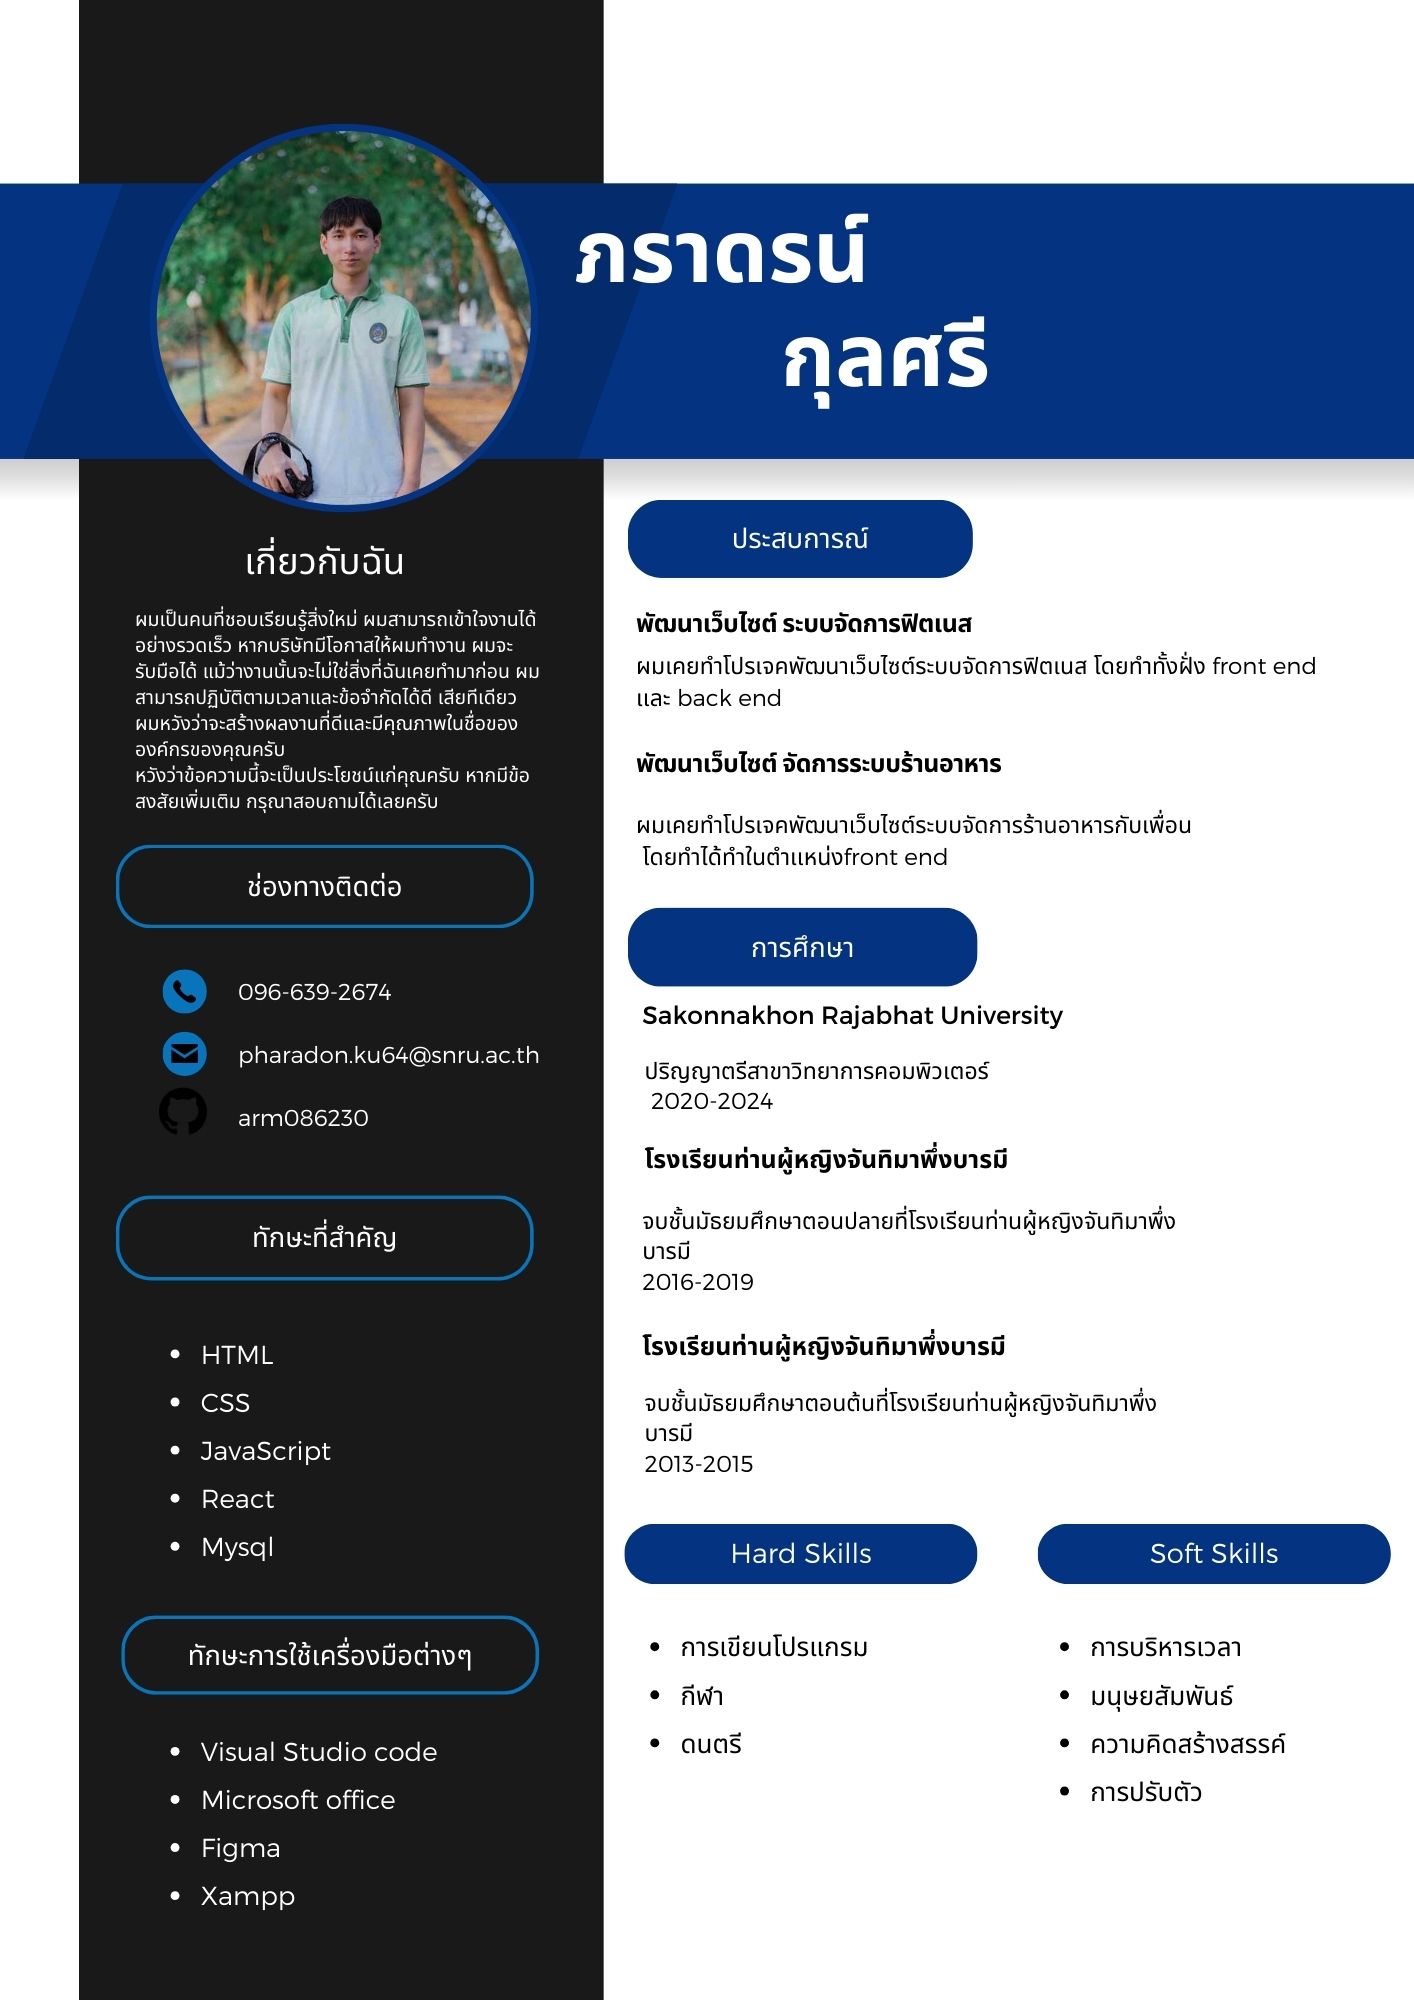 ภราดรน์
กุลศรี
เกี่ยวกับฉัน
ผมเป็นคนที่ชอบเรียนรู้สิ่งใหม่ ผมสามารถเข้าใจงานได้
อย่างรวดเร็ว หากบริษัทมีโอกาสให้ผมทำงาน ผมจะ
รับมือได้ แม้ว่างานนั้นจะไม่ใช่สิ่งที่ฉันเคยทำมาก่อน ผม
สามารถปฏิบัติตามเวลาและข้อจำกัดได้ดี เสียทีเดียว
ผมหวังว่าจะสร้างผลงานที่ดีและมีคุณภาพในชื่อของ
องค์กรของคุณครับ
หวังว่าข้อความนี้จะเป็นประโยชน์แก่คุณครับ หากมีข้อ
สงสัยเพิ่มเติม กรุณาสอบถามได้เลยครับ
ช่องทางติดต่อ
096-639-2674
pharadon.ku64@snru.ac.th
arm086230
ทักษะที่สำคัญ
• HTML
• CSS
• JavaScript
• React
• Mysql
ทักษะการใช้เครื่องมือต่างๆ
• Visual Studio code
• Microsoft office
• Figma
• Xampp
ประสบการณ์
พัฒนาเว็บไซต์ ระบบจัดการฟิตเนส
ผมเคยทำโปรเจคพัฒนาเว็บไซต์ระบบจัดการฟิตเนส โดยทำทั้งฝั่ง front end
และ back end
พัฒนาเว็บไซต์ จัดการระบบร้านอาหาร
ผมเคยทำโปรเจคพัฒนาเว็บไซต์ระบบจัดการร้านอาหารกับเพื่อน
โดยทำได้ทำในตำแหน่งfront end
การศึกษา
Sakonnakhon Rajabhat University
ปริญญาตรีสาขาวิทยาการคอมพิวเตอร์
2020-2024
โรงเรียนท่านผู้หญิงจันทิมาพึ่งบารมี
จบชั้นมัธยมศึกษาตอนปลายที่โรงเรียนท่านผู้หญิงจันทิมาพึ่ง
บารมี
2016-2019
โรงเรียนท่านผู้หญิงจันทิมาพึ่งบารมี
จบชั้นมัธยมศึกษาตอนต้นที่โรงเรียนท่านผู้หญิงจันทิมาพึ่ง
บารมี
2013-2015
Hard Skills
• การเขียนโปรแกรม
• กีฬา
• ดนตรี
Soft Skills
• การบริหารเวลา
• มนุษยสัมพันธ์
• ความคิดสร้างสรรค์
• การปรับตัว